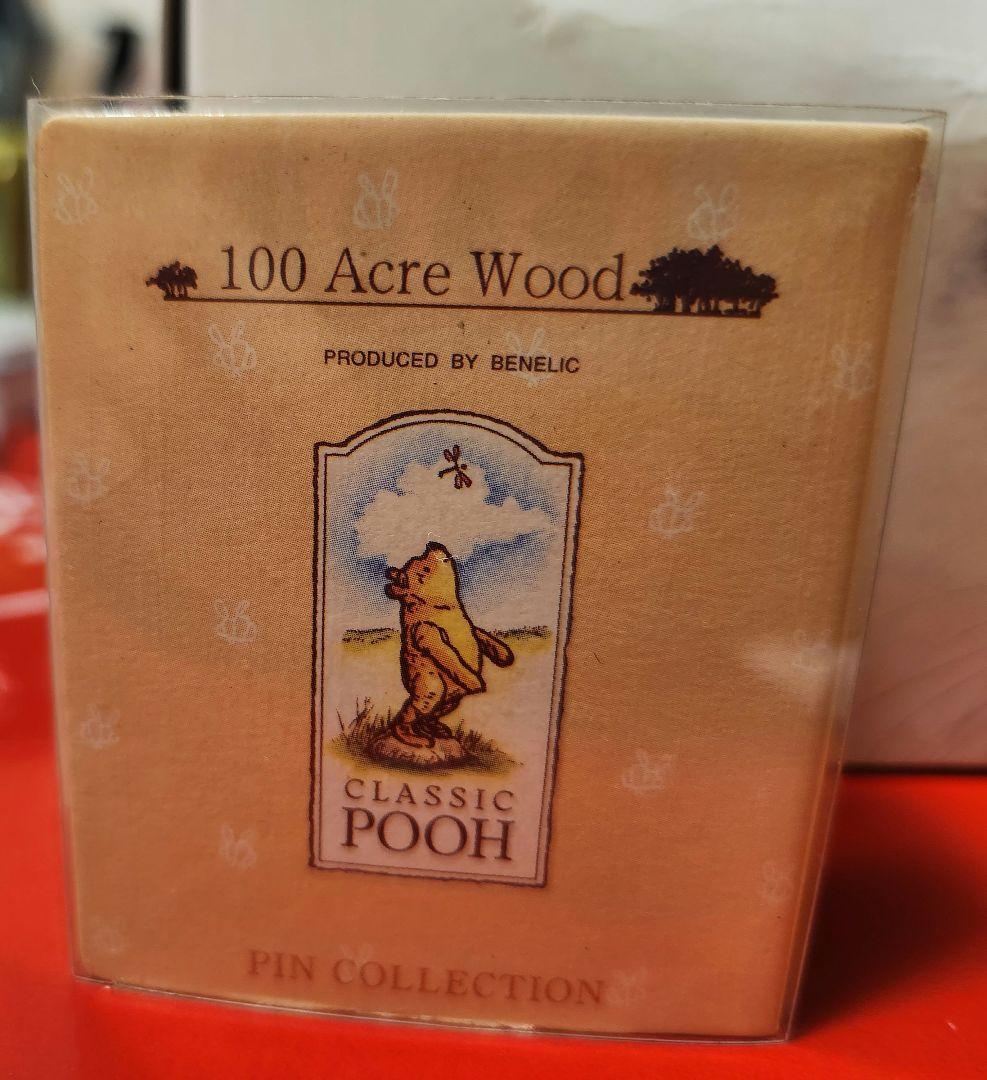 100 Acre Wood
PRODUCED BY BENELIC
CLASSIC
POOH
PIN COLLECTION